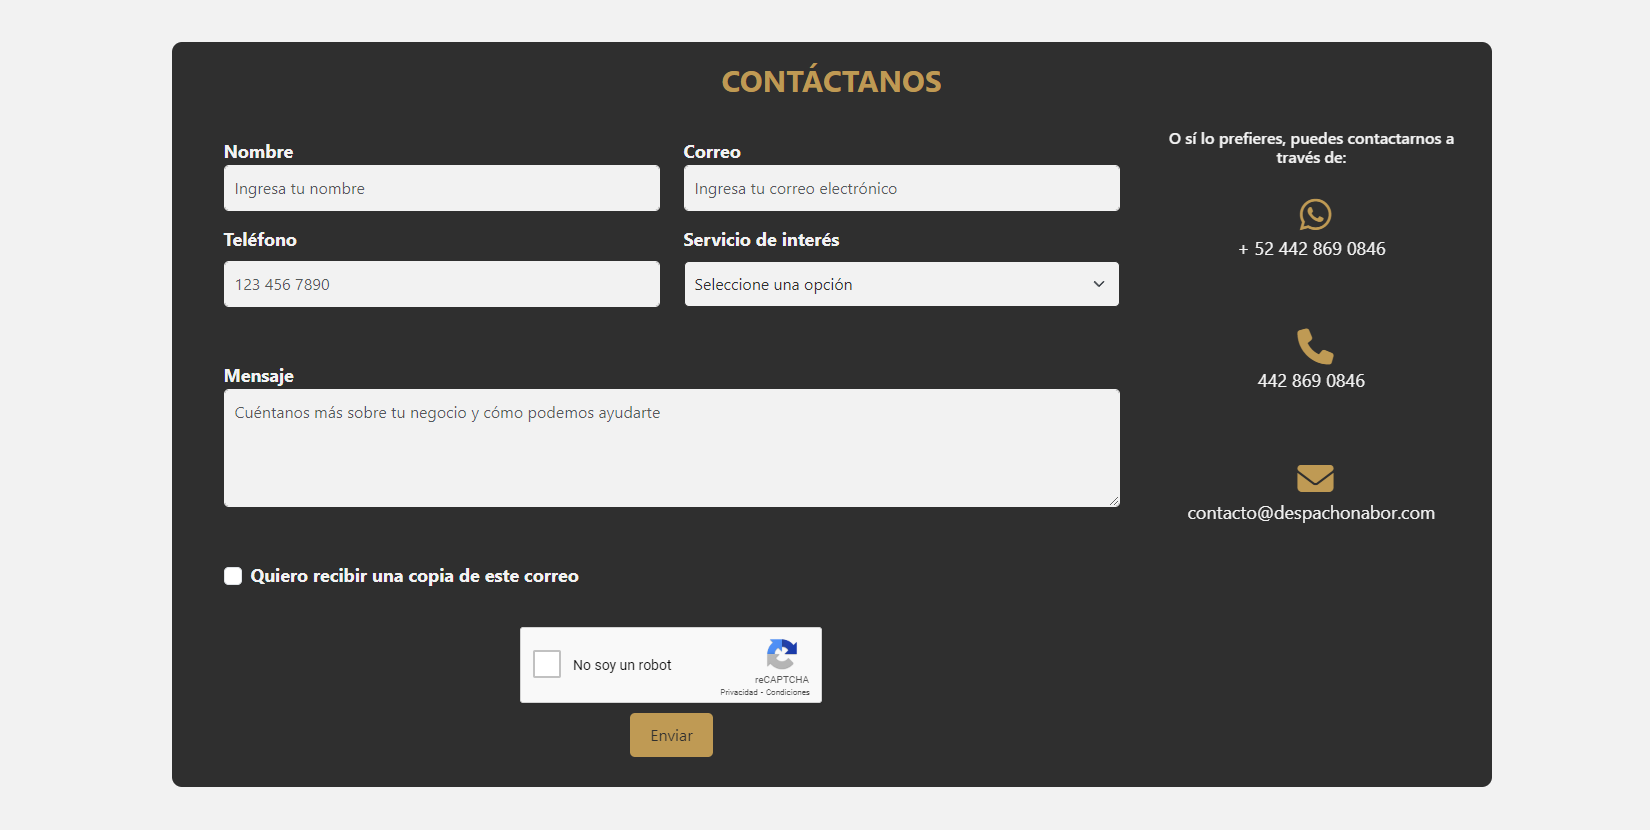 CONTÁCTANOS
Nombre
Ingresa tu nombre
Correo
Ingresa tu correo electrónico
Teléfono
123 456 7890
Servicio de interés
Seleccione una opción
Mensaje
Cuéntanos más sobre tu negocio y cómo podemos ayudarte
Quiero recibir una copia de este correo
No soy un robot
reCAPTCHA
Privacidad - Condiciones
Enviar
O sí lo prefieres, puedes contactarnos a
través de:
+ 52 442 869 0846
442 869 0846
contacto@despachonabor.com